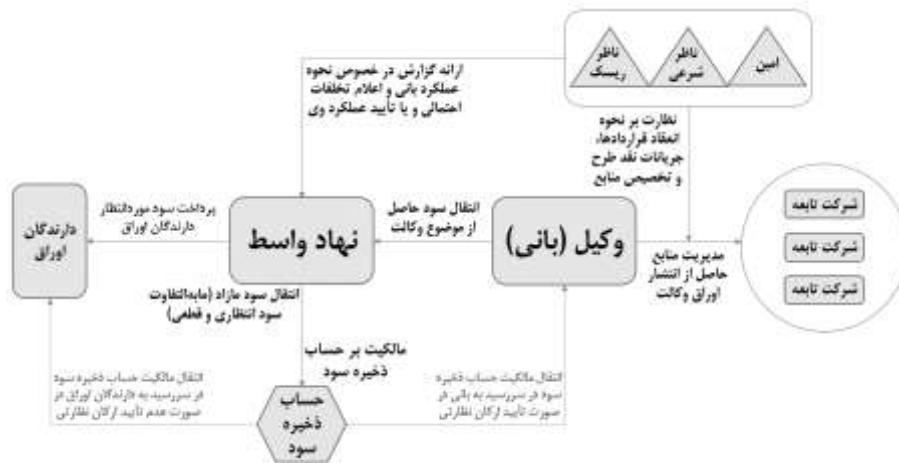 ناظر
ریسک
ناظر
شرعی
امین
ارائه گزارش در خصوص نحوه
عملکرد بانی و اعلام تخلفات
احتمالی و یا تأیید عملکرد وی
نظارت بر نحوه
انعقاد قراردادها،
جریانات نقد طرح
و تخصیص منابع
شرکت تابعه
شرکت تابعه
شرکت تابعه
مدیریت منابع
حاصل از انتشار
اوراق وکالت
وکیل (بانی)
انتقال سود حاصل
از موضوع وکالت
نهاد واسط
پرداخت سود موردانتظار
دارندگان اوراق
دارندگان
اوراق
انتقال سود مازاد (مابه‌التفاوت
سود انتظاری و قطعی)
مالکیت بر حساب
ذخیره سود
انتقال مالکیت حساب ذخیره
سود در سررسید به بانی در
صورت تأیید ارکان نظارتی
انتقال مالکیت حساب ذخیره سود
در سررسید به دارندگان اوراق در
صورت عدم تأیید ارکان نظارتی
حساب
ذخیره
سود